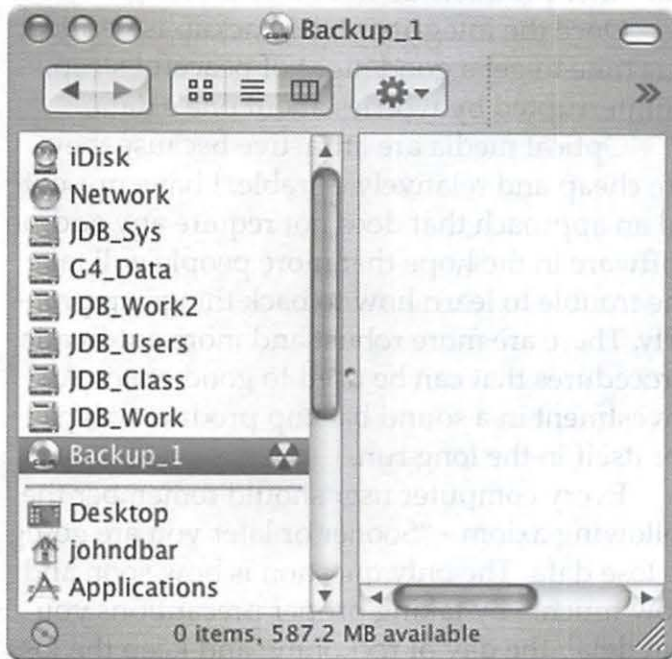 Backup_1
iDisk
Network
JDB_Sys
G4_Data
JDB_Work2
JDB_Users
JDB_Class
JDB_Work
Backup_1
Desktop
johndbar
Applications
0 items, 587.2 MB available